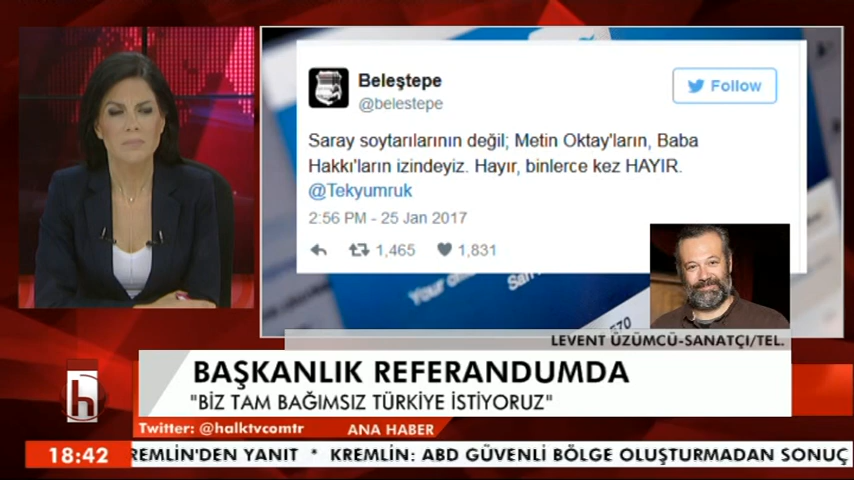 Beleştepe
@belestepe
Follow
Saray soytarılarının değil; Metin Oktay'ların, Baba
Hakkı'ların izindeyiz. Hayır, binlerce kez HAYIR.
@Tekyumruk
2:56 PM - 25 Jan 2017
1,465 1,831
570
LEVENT ÜZÜMCÜ-SANATÇI/TEL.
h
BAŞKANLIK REFERANDUMDA
"BİZ TAM BAĞIMSIZ TÜRKİYE İSTİYORUZ"
Twitter: @halktvcomtr ANA HABER
18:42 REMLİN'DEN YANIT * KREMLİN: ABD GÜVENLİ BÖLGE OLUŞTURMADAN SONUÇ